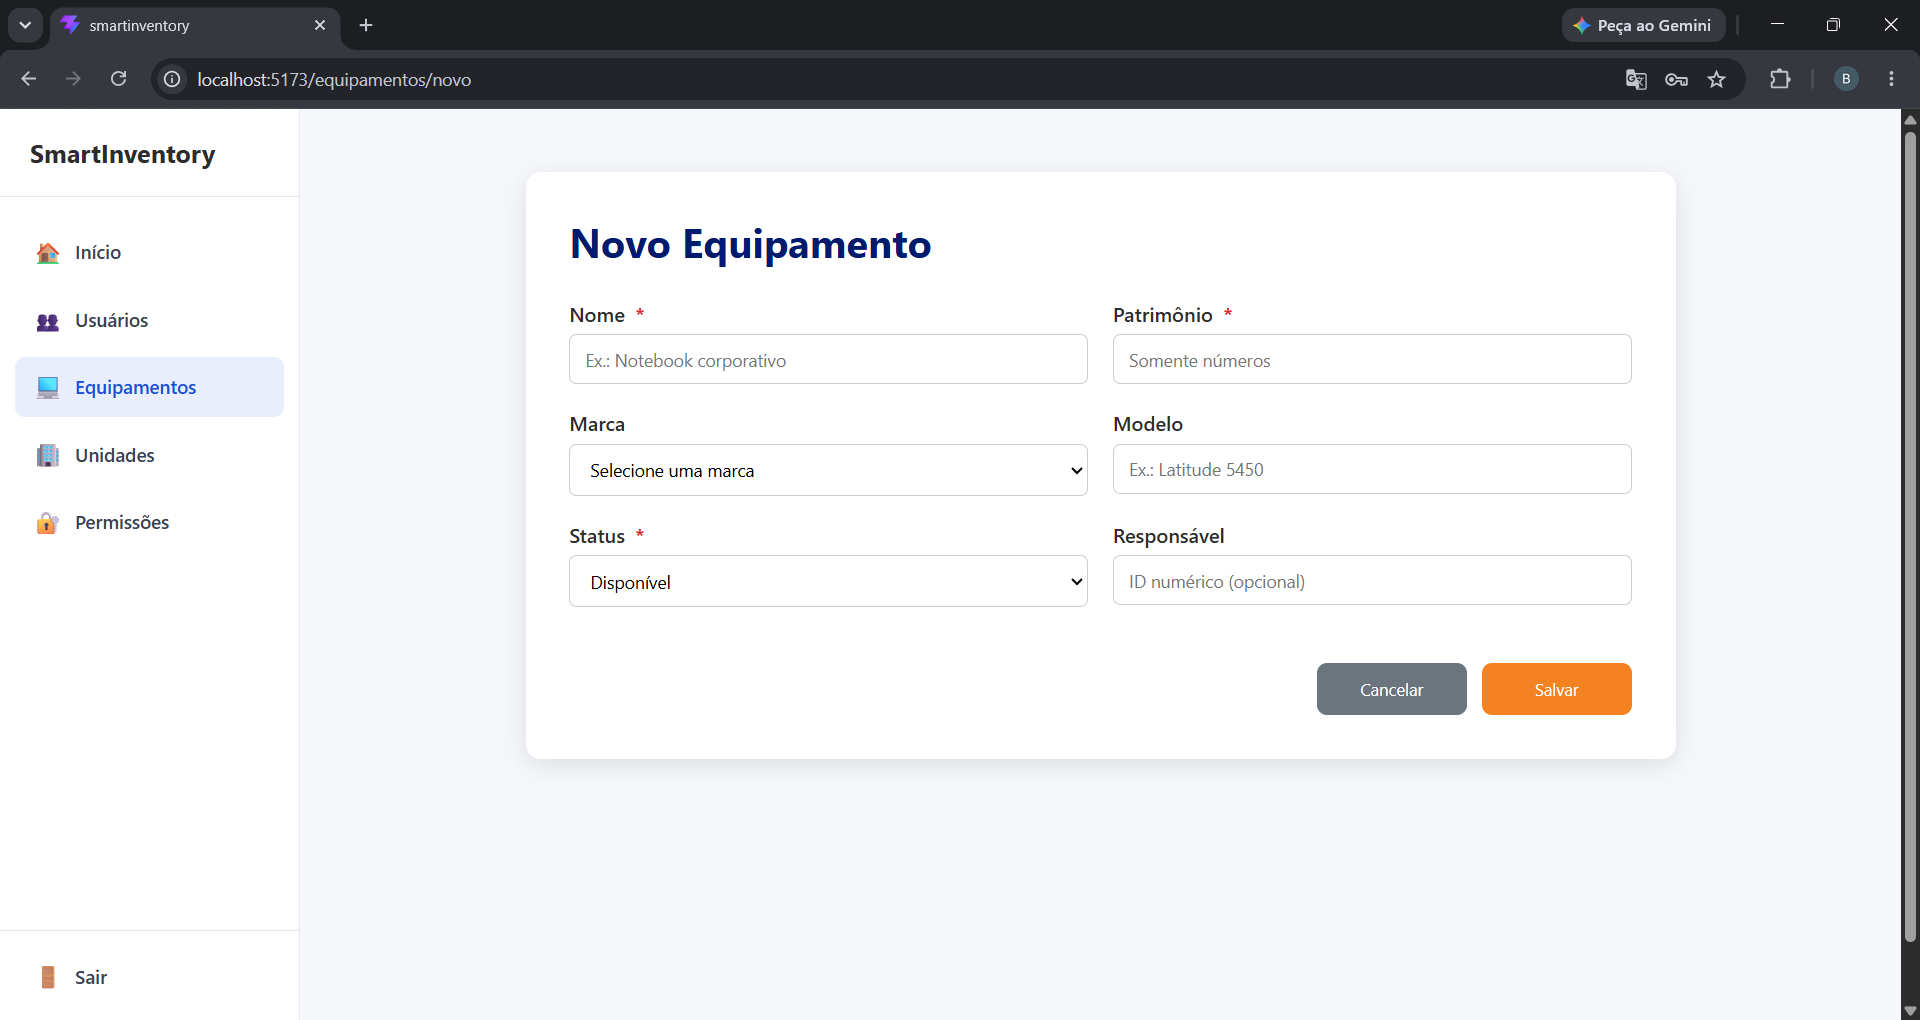 smartinventory
Peça ao Gemini
localhost:5173/equipamentos/novo
B
SmartInventory
Início
Usuários
Equipamentos
Unidades
Permissões
Sair
Novo Equipamento
Nome *
Patrimônio *
Ex.: Notebook corporativo
Somente números
Marca
Modelo
Selecione uma marca
Ex.: Latitude 5450
Status *
Responsável
Disponível
ID numérico (opcional)
Cancelar
Salvar